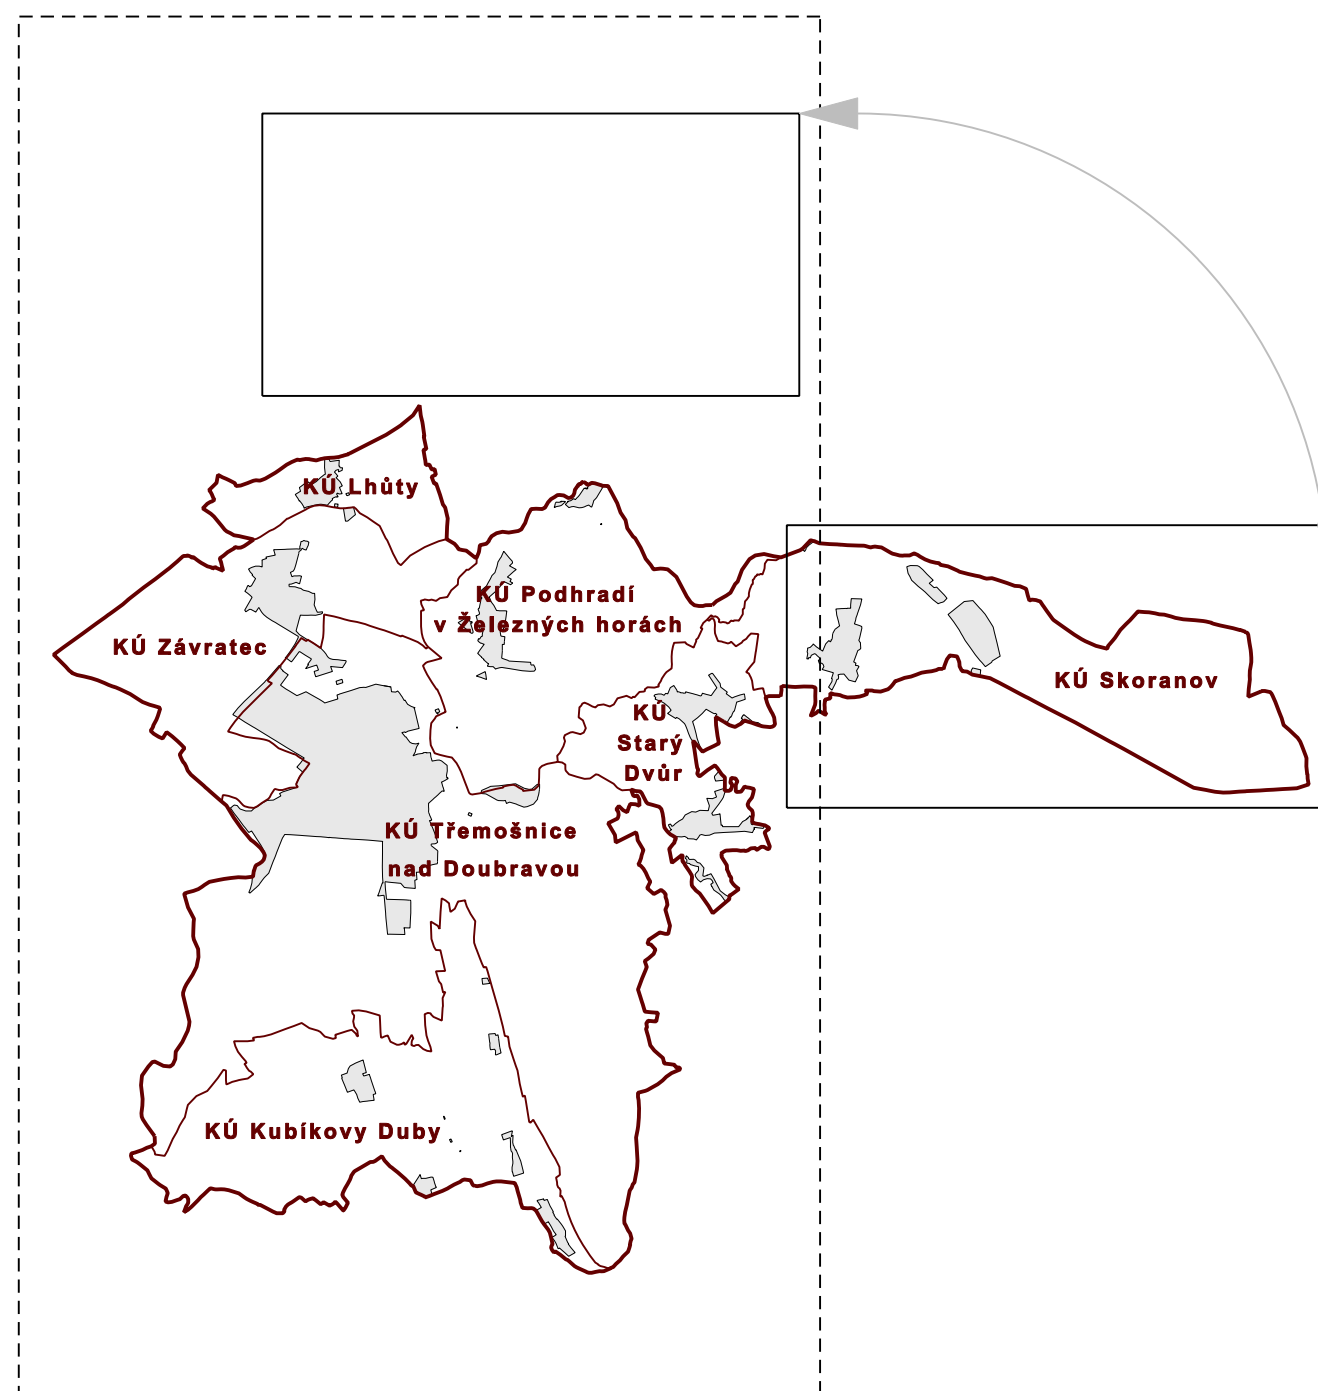 KÚ Lhůty
KÚ Podhradí
v Železných horách
KÚ Závratec
KÚ Skoranov
KÚ
Starý
Dvůr
KÚ Třemošnice
nad Doubravou
KÚ Kubíkovy Duby